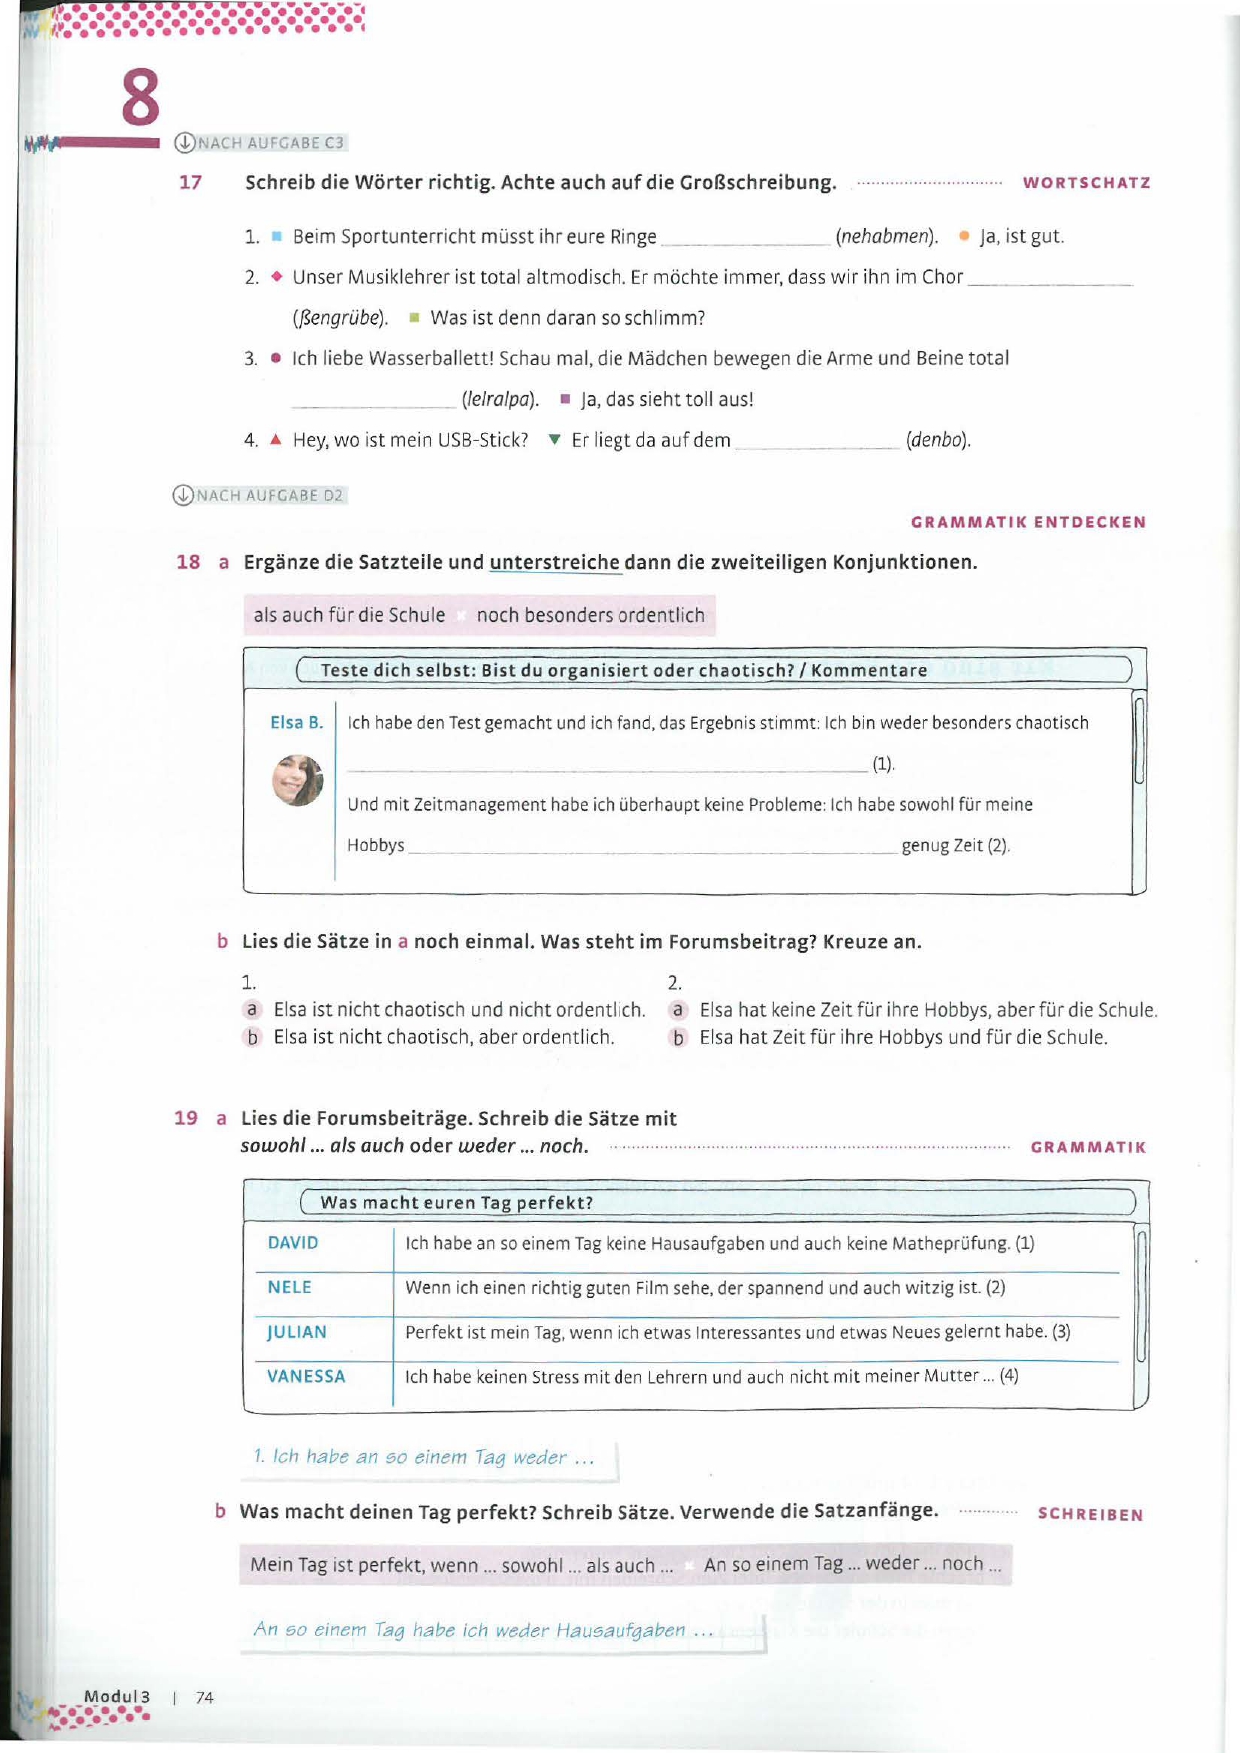 8
NACH AUFGABE C3
17 Schreib die Wörter richtig. Achte auch auf die Großschreibung. WORTSCHATZ
1. Beim Sportunterricht müsst ihr eure Ringe ______________ (nehabmen). Ja, ist gut.
2. Unser Musiklehrer ist total altmodisch. Er möchte immer, dass wir ihn im Chor ______________
(ßengrübe). Was ist denn daran so schlimm?
3. Ich liebe Wasserballett! Schau mal, die Mädchen bewegen die Arme und Beine total
______________ (lelralpa). Ja, das sieht toll aus!
4. Hey, wo ist mein USB-Stick? Er liegt da auf dem ______________ (denbo).
NACH AUFGABE D2
GRAMMATIK ENTDECKEN
18 a Ergänze die Satzteile und unterstreiche dann die zweiteiligen Konjunktionen.
als auch für die Schule × noch besonders ordentlich
Teste dich selbst: Bist du organisiert oder chaotisch? / Kommentare
Elsa B. Ich habe den Test gemacht und ich fand, das Ergebnis stimmt: Ich bin weder besonders chaotisch
______________ (1).
Und mit Zeitmanagement habe ich überhaupt keine Probleme: Ich habe sowohl für meine
Hobbys ______________ genug Zeit (2).
b Lies die Sätze in a noch einmal. Was steht im Forumsbeitrag? Kreuze an.
1.
a Elsa ist nicht chaotisch und nicht ordentlich.
b Elsa ist nicht chaotisch, aber ordentlich.
2.
a Elsa hat keine Zeit für ihre Hobbys, aber für die Schule.
b Elsa hat Zeit für ihre Hobbys und für die Schule.
19 a Lies die Forumsbeiträge. Schreib die Sätze mit
sowohl ... als auch oder weder ... noch. GRAMMATIK
Was macht euren Tag perfekt?
DAVID Ich habe an so einem Tag keine Hausaufgaben und auch keine Matheprüfung. (1)
NELE Wenn ich einen richtig guten Film sehe, der spannend und auch witzig ist. (2)
JULIAN Perfekt ist mein Tag, wenn ich etwas Interessantes und etwas Neues gelernt habe. (3)
VANESSA Ich habe keinen Stress mit den Lehrern und auch nicht mit meiner Mutter ... (4)
1. Ich habe an so einem Tag weder ...
b Was macht deinen Tag perfekt? Schreib Sätze. Verwende die Satzanfänge. SCHREIBEN
Mein Tag ist perfekt, wenn ... sowohl ... als auch ... × An so einem Tag ... weder ... noch ...
An so einem Tag habe ich weder Hausaufgaben ...
Modul 3 | 74